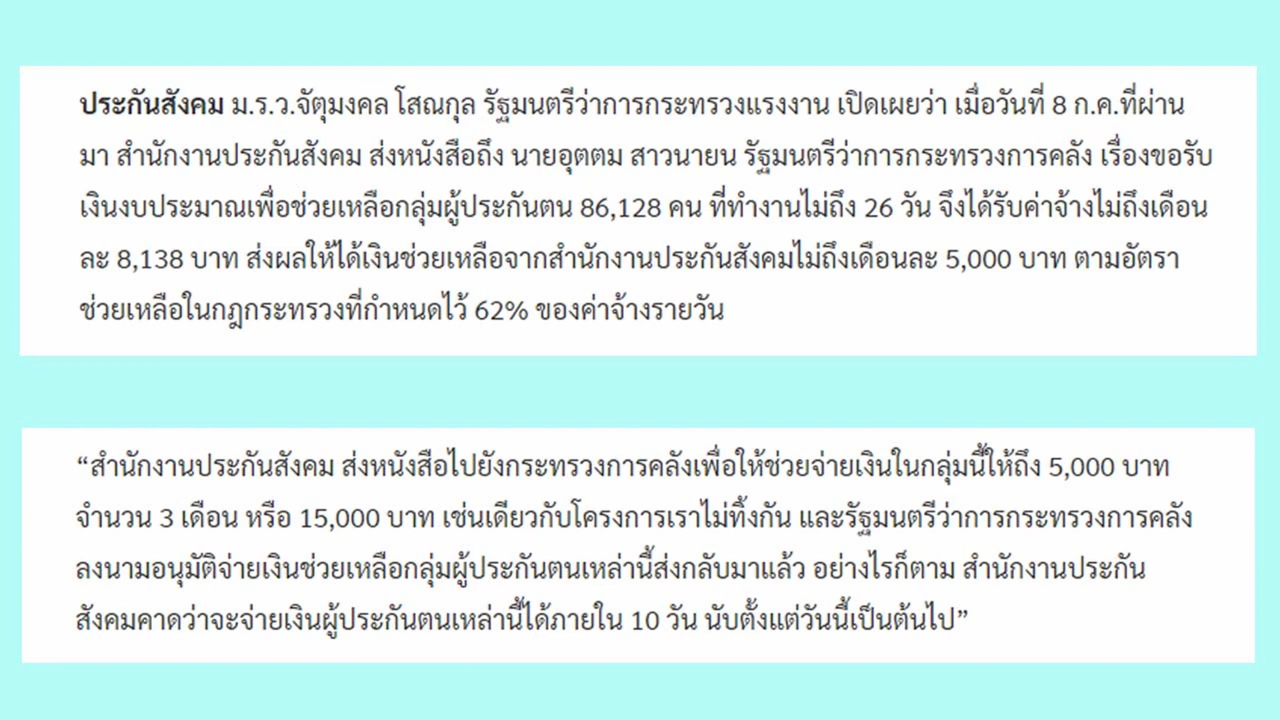 ประกันสังคม ม.ร.ว.จัตุมงคล โสณกุล รัฐมนตรีว่าการกระทรวงแรงงาน เปิดเผยว่า เมื่อวันที่ 8 ก.ค.ที่ผ่าน
มา สำนักงานประกันสังคม ส่งหนังสือถึง นายอุตตม สาวนายน รัฐมนตรีว่าการกระทรวงการคลัง เรื่องขอรับ
เงินงบประมาณเพื่อช่วยเหลือกลุ่มผู้ประกันตน 86,128 คน ที่ทำงานไม่ถึง 26 วัน จึงได้รับค่าจ้างไม่ถึงเดือน
ละ 8,138 บาท ส่งผลให้ได้เงินช่วยเหลือจากสำนักงานประกันสังคมไม่ถึงเดือนละ 5,000 บาท ตามอัตรา
ช่วยเหลือในกฎกระทรวงที่กำหนดไว้ 62% ของค่าจ้างรายวัน
“สำนักงานประกันสังคม ส่งหนังสือไปยังกระทรวงการคลังเพื่อให้ช่วยจ่ายเงินในกลุ่มนี้ให้ถึง 5,000 บาท
จำนวน 3 เดือน หรือ 15,000 บาท เช่นเดียวกับโครงการเราไม่ทิ้งกัน และรัฐมนตรีว่าการกระทรวงการคลัง
ลงนามอนุมัติจ่ายเงินช่วยเหลือกลุ่มผู้ประกันตนเหล่านี้ส่งกลับมาแล้ว อย่างไรก็ตาม สำนักงานประกัน
สังคมคาดว่าจะจ่ายเงินผู้ประกันตนเหล่านี้ได้ภายใน 10 วัน นับตั้งแต่วันนี้เป็นต้นไป”